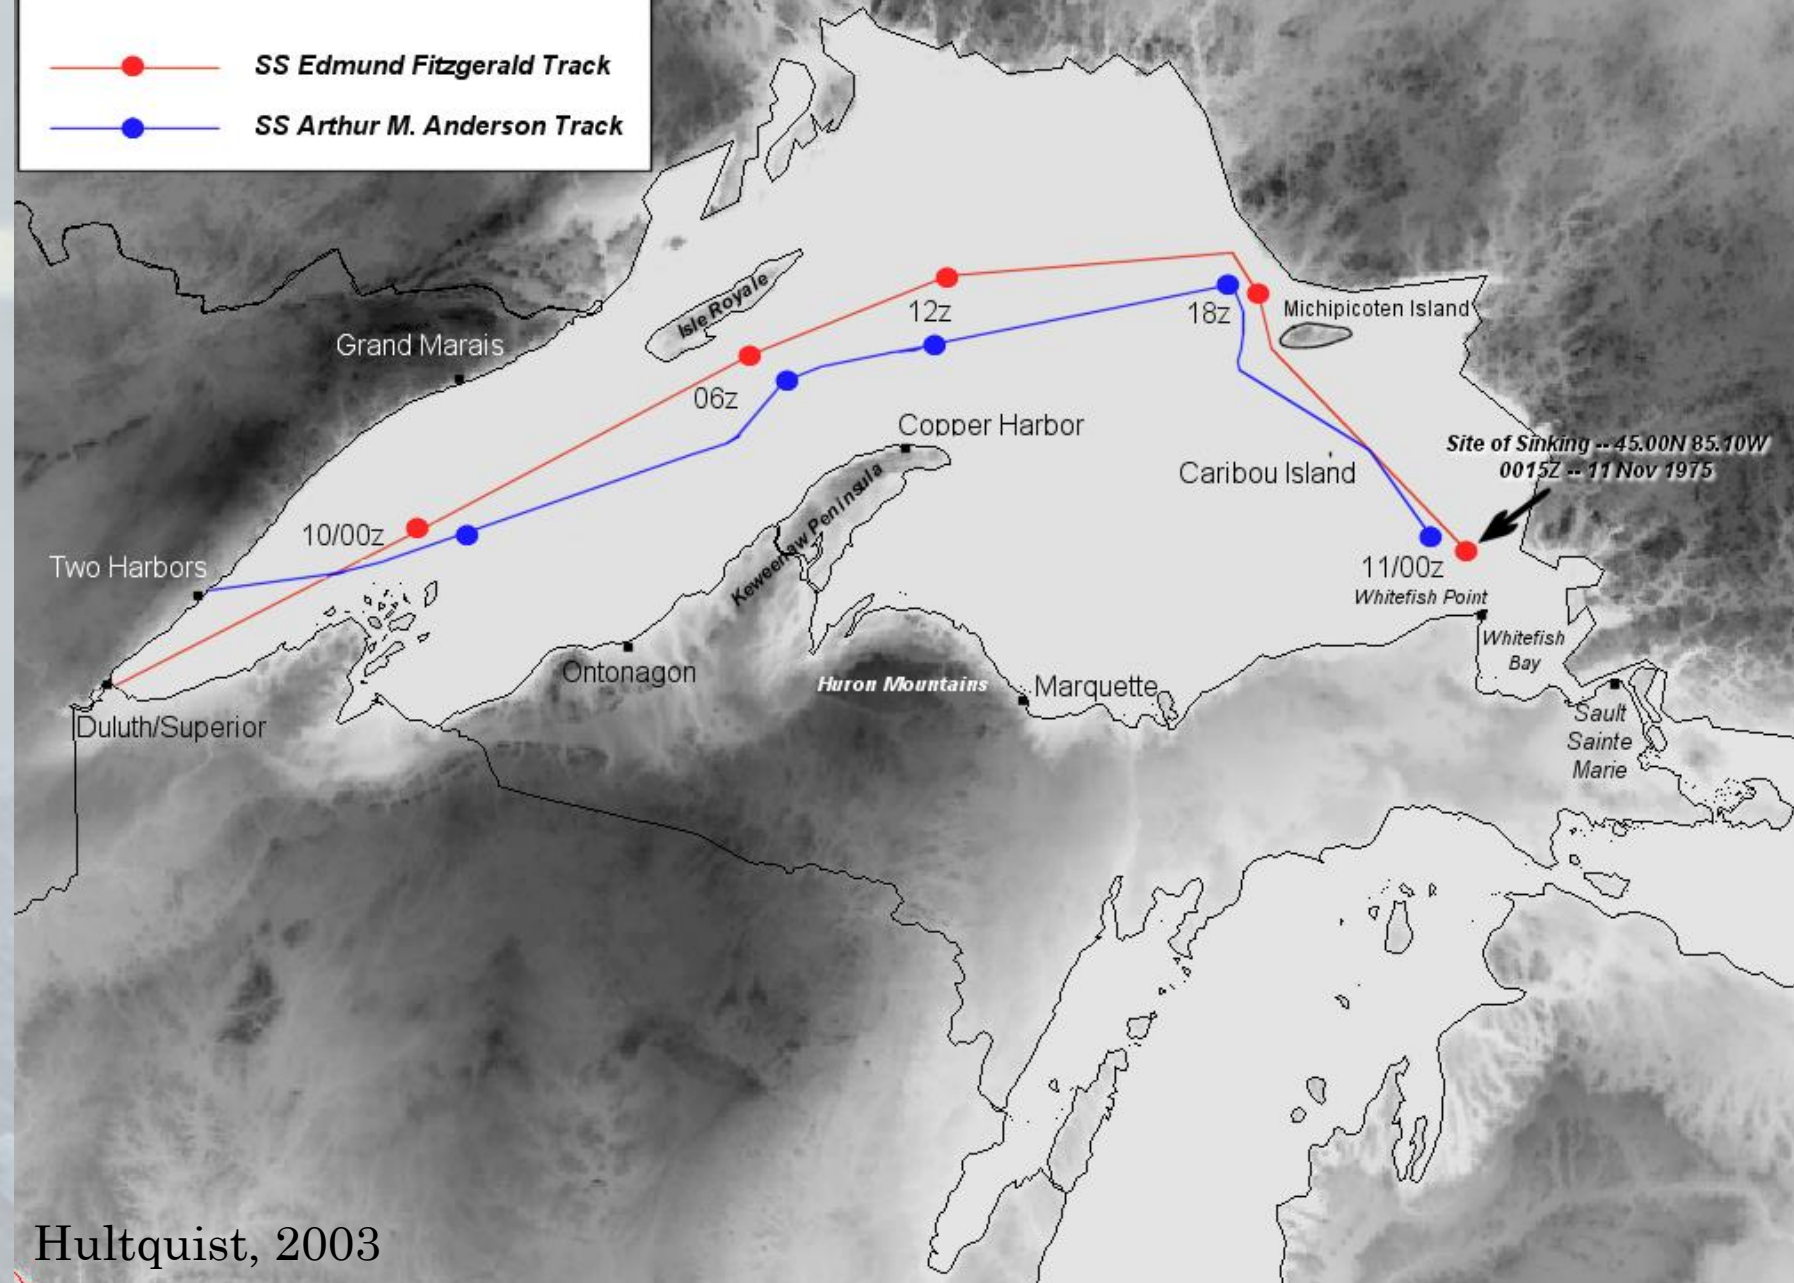 SS Edmund Fitzgerald Track
SS Arthur M. Anderson Track
Isle Royale
12z
18z
Michipicoten Island
Grand Marais
06z
Copper Harbor
Site of Sinking -- 45.00N 85.10W
0015Z -- 11 Nov 1975
Caribou Island
Keweenaw Peninsula
10/00z
Two Harbors
11/00z
Whitefish Point
Whitefish
Bay
Ontonagon
Huron Mountains
Marquette
Duluth/Superior
Sault
Sainte
Marie
Hultquist, 2003